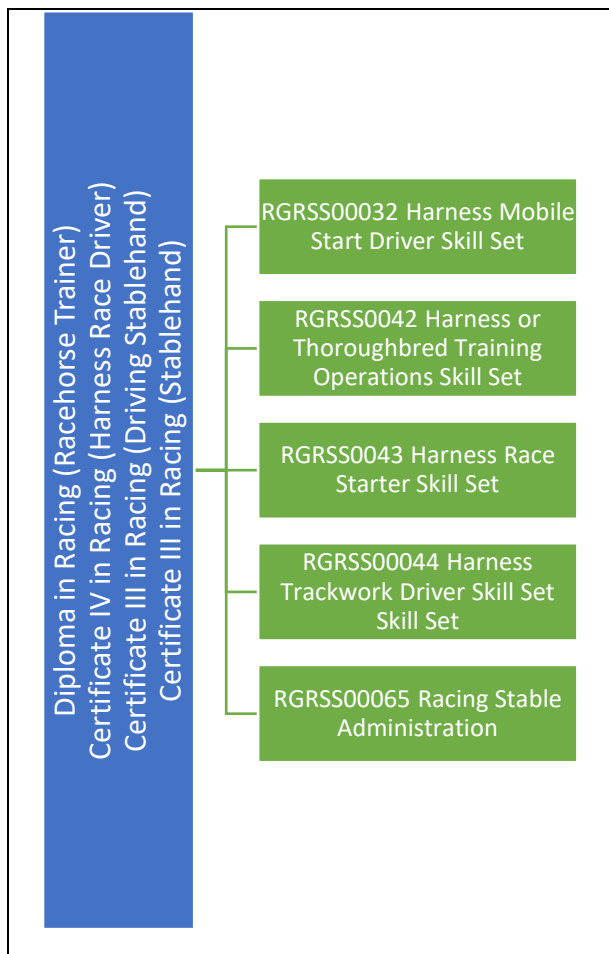 Diploma in Racing (Racehorse Trainer)
Certificate IV in Racing (Harness Race Driver)
Certificate III in Racing (Driving Stablehand)
Certificate III in Racing (Stablehand)
RGRSS00032 Harness Mobile
Start Driver Skill Set
RGRSS0042 Harness or
Thoroughbred Training
Operations Skill Set
RGRSS0043 Harness Race
Starter Skill Set
RGRSS00044 Harness
Trackwork Driver Skill Set
Skill Set
RGRSS00065 Racing Stable
Administration